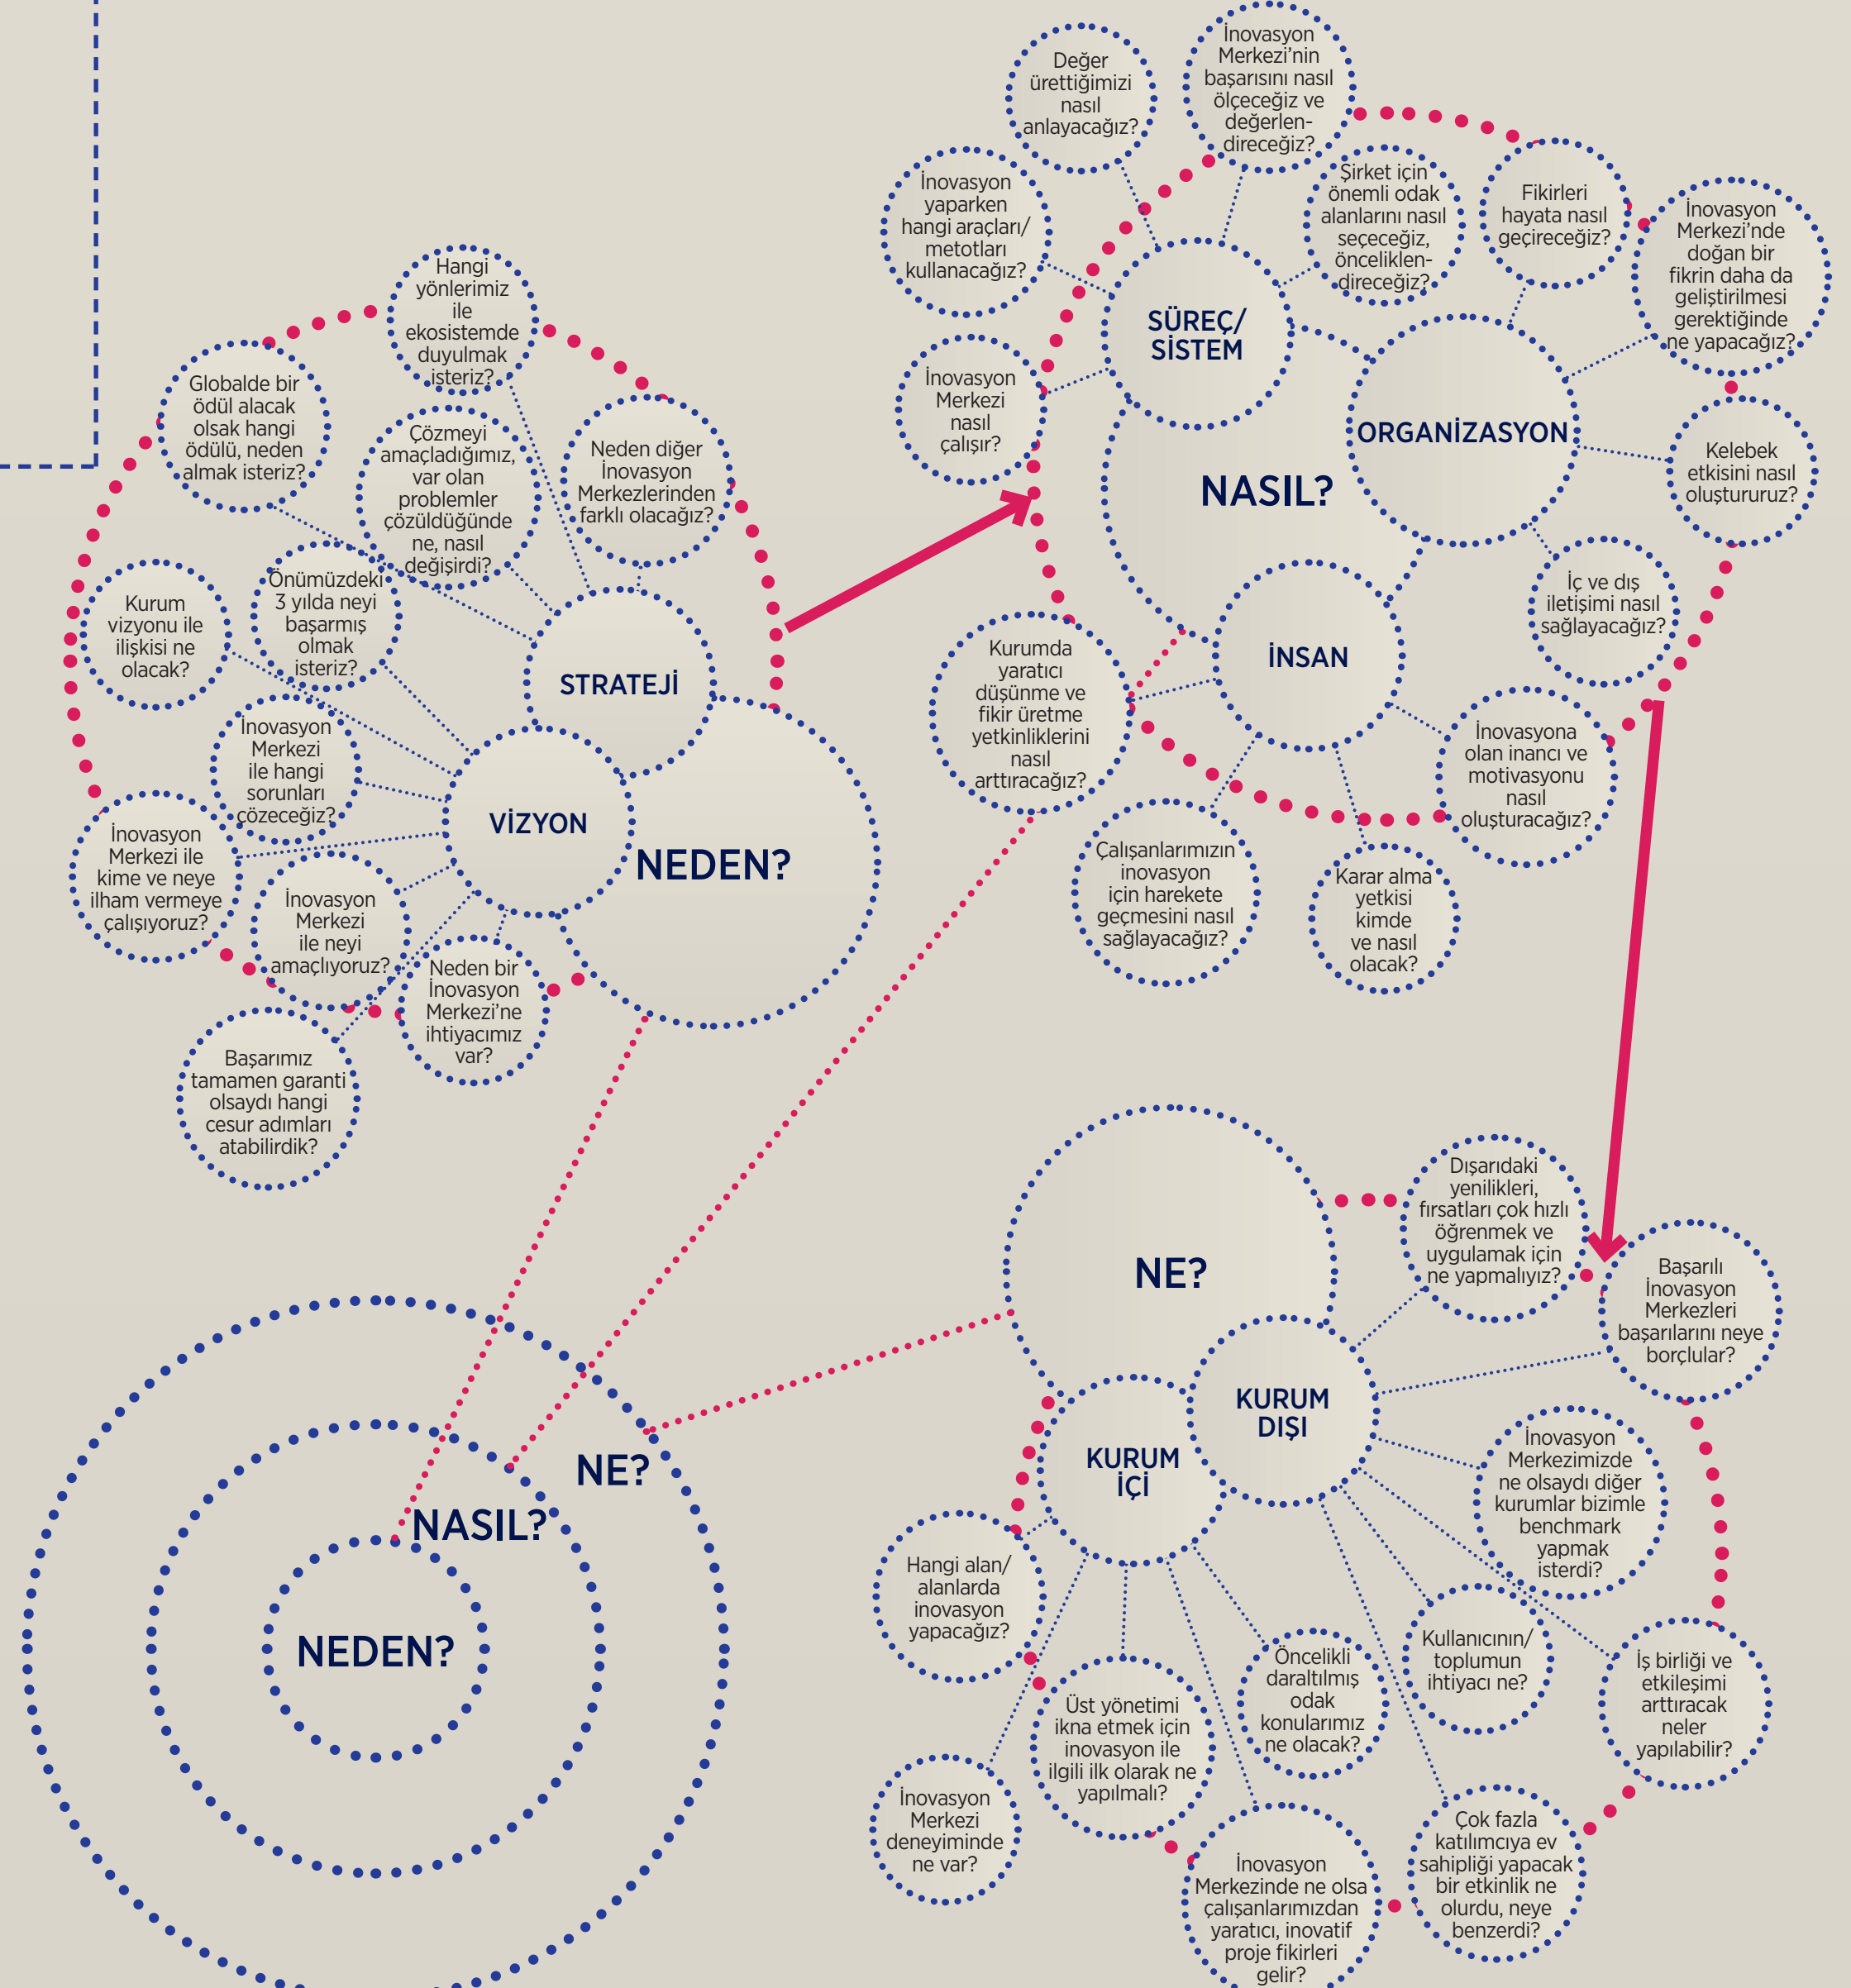 Hangi
yönlerimiz
ile
ekosistemde
duyulmak
isteriz?
Globalde bir
ödül alacak
olsak hangi
ödülü, neden
almak isteriz?
Çözmeyi
amaçladığımız,
var olan
problemler
çözüldüğünde
ne, nasıl
değişirdi?
Neden diğer
İnovasyon
Merkezlerinden
farklı olacağız?
Kurum
vizyonu ile
ilişkisi ne
olacak?
Önümüzdeki
3 yılda neyi
başarmış
olmak
isteriz?
STRATEJİ
İnovasyon
Merkezi
ile hangi
sorunları
çözeceğiz?
VİZYON
NEDEN?
İnovasyon
Merkezi ile
kime ve neye
ilham vermeye
çalışıyoruz?
İnovasyon
Merkezi
ile neyi
amaçlıyoruz?
Neden bir
İnovasyon
Merkezi’ne
ihtiyacımız
var?
Başarımız
tamamen garanti
olsaydı hangi
cesur adımları
atabilirdik?
Değer
ürettiğimizi
nasıl
anlayacağız?
İnovasyon
Merkezi’nin
başarısını nasıl
ölçeceğiz ve
değerlen-
direceğiz?
İnovasyon
yaparken
hangi araçları/
metotları
kullanacağız?
Şirket için
önemli odak
alanlarını nasıl
seçeceğiz,
önceliklen-
direceğiz?
Fikirleri
hayata nasıl
geçireceğiz?
İnovasyon
Merkezi’nde
doğan bir
fikrin daha da
geliştirilmesi
gerektiğinde
ne yapacağız?
SÜREÇ/
SİSTEM
İnovasyon
Merkezi
nasıl
çalışır?
ORGANİZASYON
Kelebek
etkisini nasıl
oluştururuz?
NASIL?
İç ve dış
iletişimi nasıl
sağlayacağız?
İNSAN
Kurumda
yaratıcı
düşünme ve
fikir üretme
yetkinliklerini
nasıl
arttıracağız?
İnovasyona
olan inancı ve
motivasyonu
nasıl
oluşturacağız?
Çalışanlarımızın
inovasyon
için harekete
geçmesini nasıl
sağlayacağız?
Karar alma
yetkisi
kimde
ve nasıl
olacak?
NE?
Dışarıdaki
yenilikleri,
fırsatları çok hızlı
öğrenmek ve
uygulamak için
ne yapmalıyız?
Başarılı
İnovasyon
Merkezleri
başarılarını neye
borçlular?
KURUM
DIŞI
KURUM
İÇİ
İnovasyon
Merkezimizde
ne olsaydı diğer
kurumlar bizimle
benchmark
yapmak
isterdi?
Hangi alan/
alanlarda
inovasyon
yapacağız?
Kullanıcının/
toplumun
ihtiyacı ne?
Öncelikli
daraltılmış
odak
konularımız
ne olacak?
İş birliği ve
etkileşimi
arttıracak
neler
yapılabilir?
Üst yönetimi
ikna etmek için
inovasyon ile
ilgili ilk olarak ne
yapılmalı?
İnovasyon
Merkezi
deneyiminde
ne var?
İnovasyon
Merkezinde ne olsa
çalışanlarımızdan
yaratıcı, inovatif
proje fikirleri
gelir?
Çok fazla
katılımcıya ev
sahipliği yapacak
bir etkinlik ne
olurdu, neye
benzerdi?
NE?
NASIL?
NEDEN?